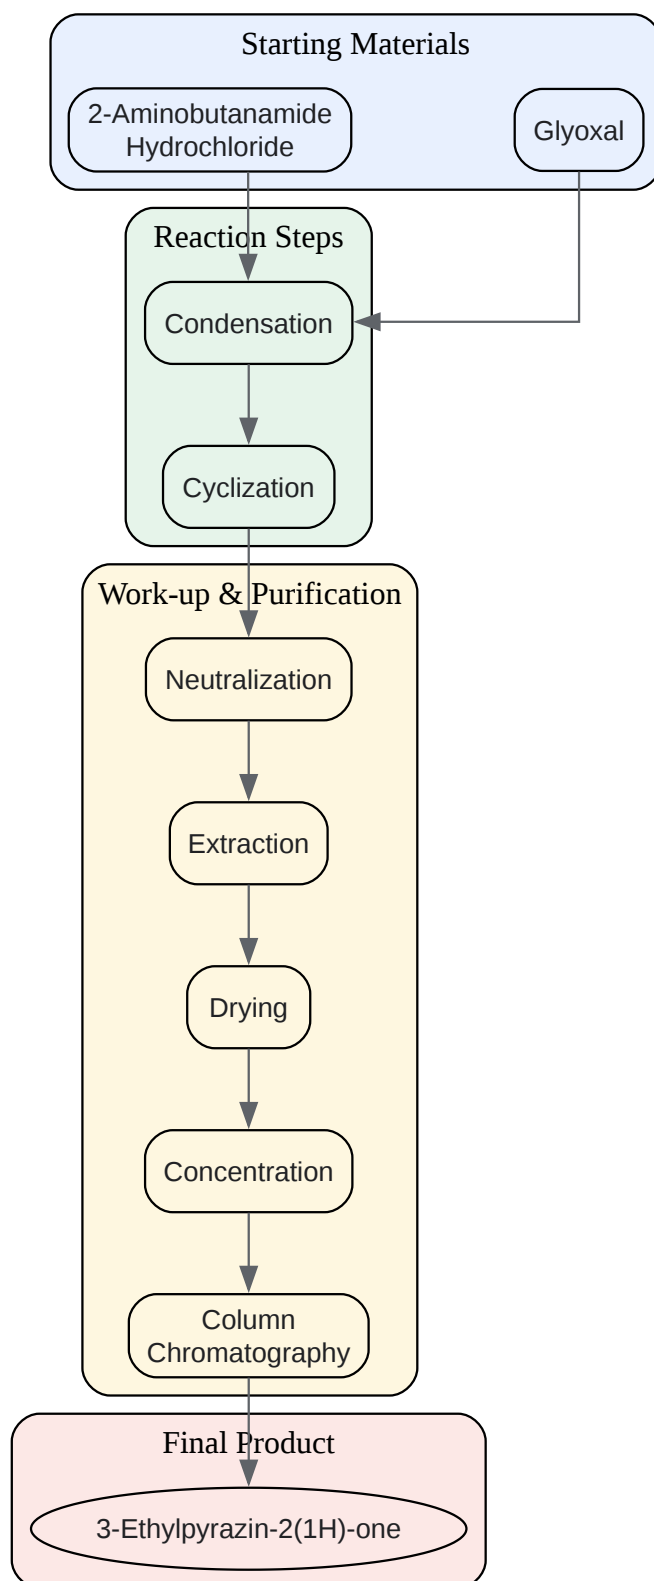 Starting Materials
2-Aminobutanamide
Hydrochloride
Glyoxal
Reaction Steps
Condensation
Cyclization
Work-up & Purification
Neutralization
Extraction
Drying
Concentration
Column
Chromatography
Final Product
3-Ethylpyrazin-2(1H)-one